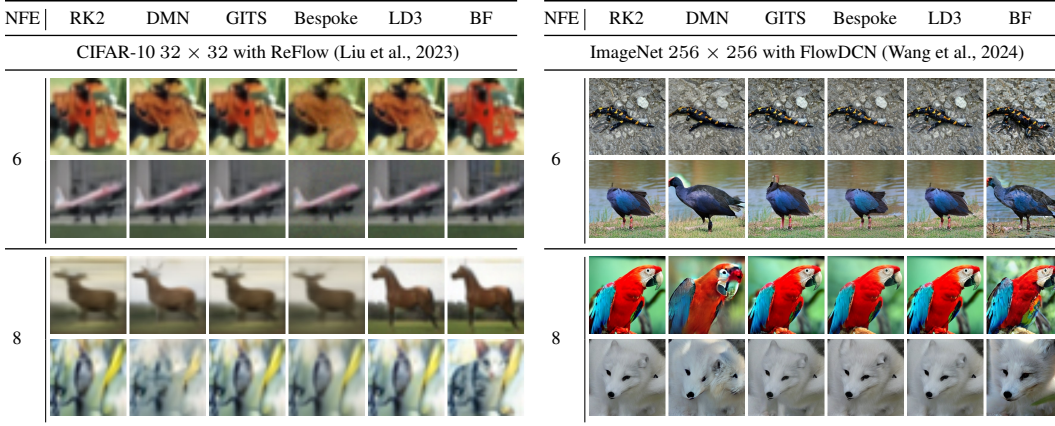 NFE RK2 DMN GITS Bespoke LD3 BF
CIFAR-10 32 × 32 with ReFlow (Liu et al., 2023)
6
8
NFE RK2 DMN GITS Bespoke LD3 BF
ImageNet 256 × 256 with FlowDCN (Wang et al., 2024)
6
8